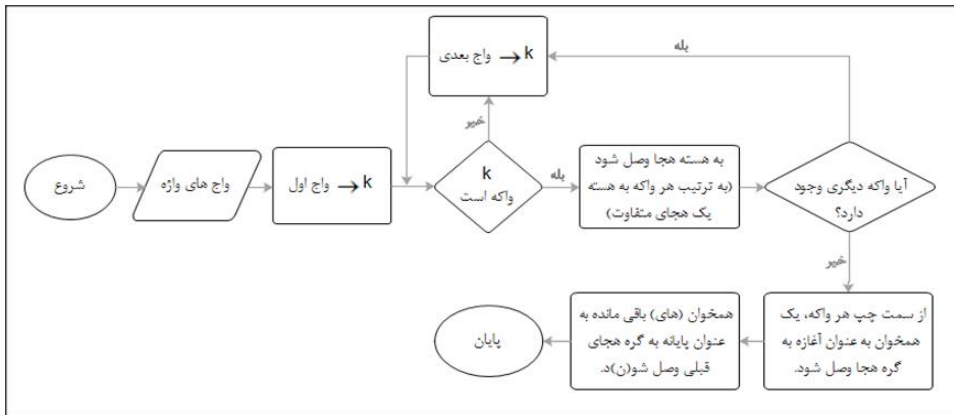 شروع
واج های واژه
واج اول → k
k
واکه است
خیر
واج بعدی → k
بله
به هسته هجا وصل شود
(به ترتیب هر واکه به هسته
یک هجای متفاوت)
آیا واکه دیگری وجود
دارد؟
بله
خیر
از سمت چپ هر واکه، یک
همخوان به عنوان آغازه به
گره هجا وصل شود.
همخوان (های) باقی مانده به
عنوان پایانه به گره هجای
قبلی وصل شو(ن)د.
پایان